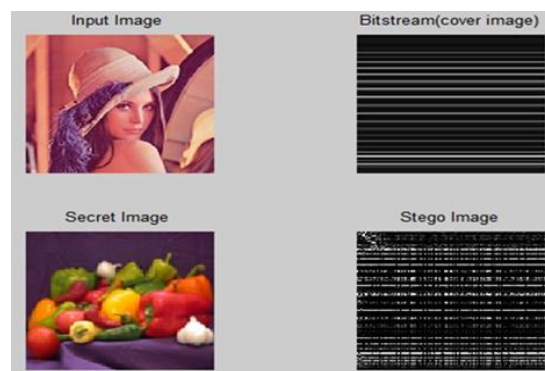 Input Image
Bitstream(cover image)
Secret Image
Stego Image